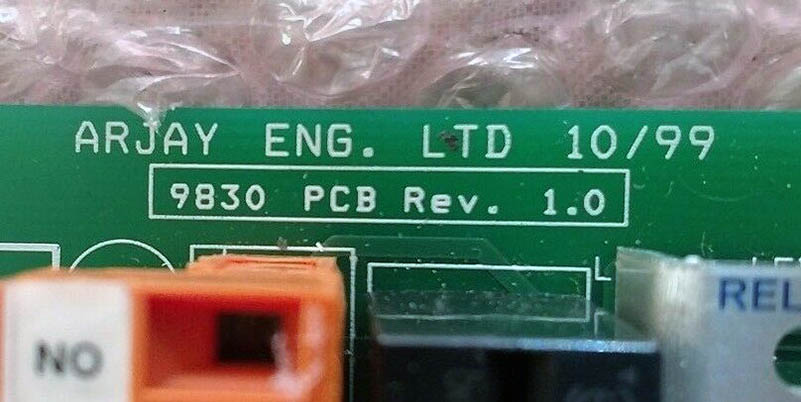 ARJAY ENG. LTD 10/99
9830 PCB Rev. 1.0
NO
REL